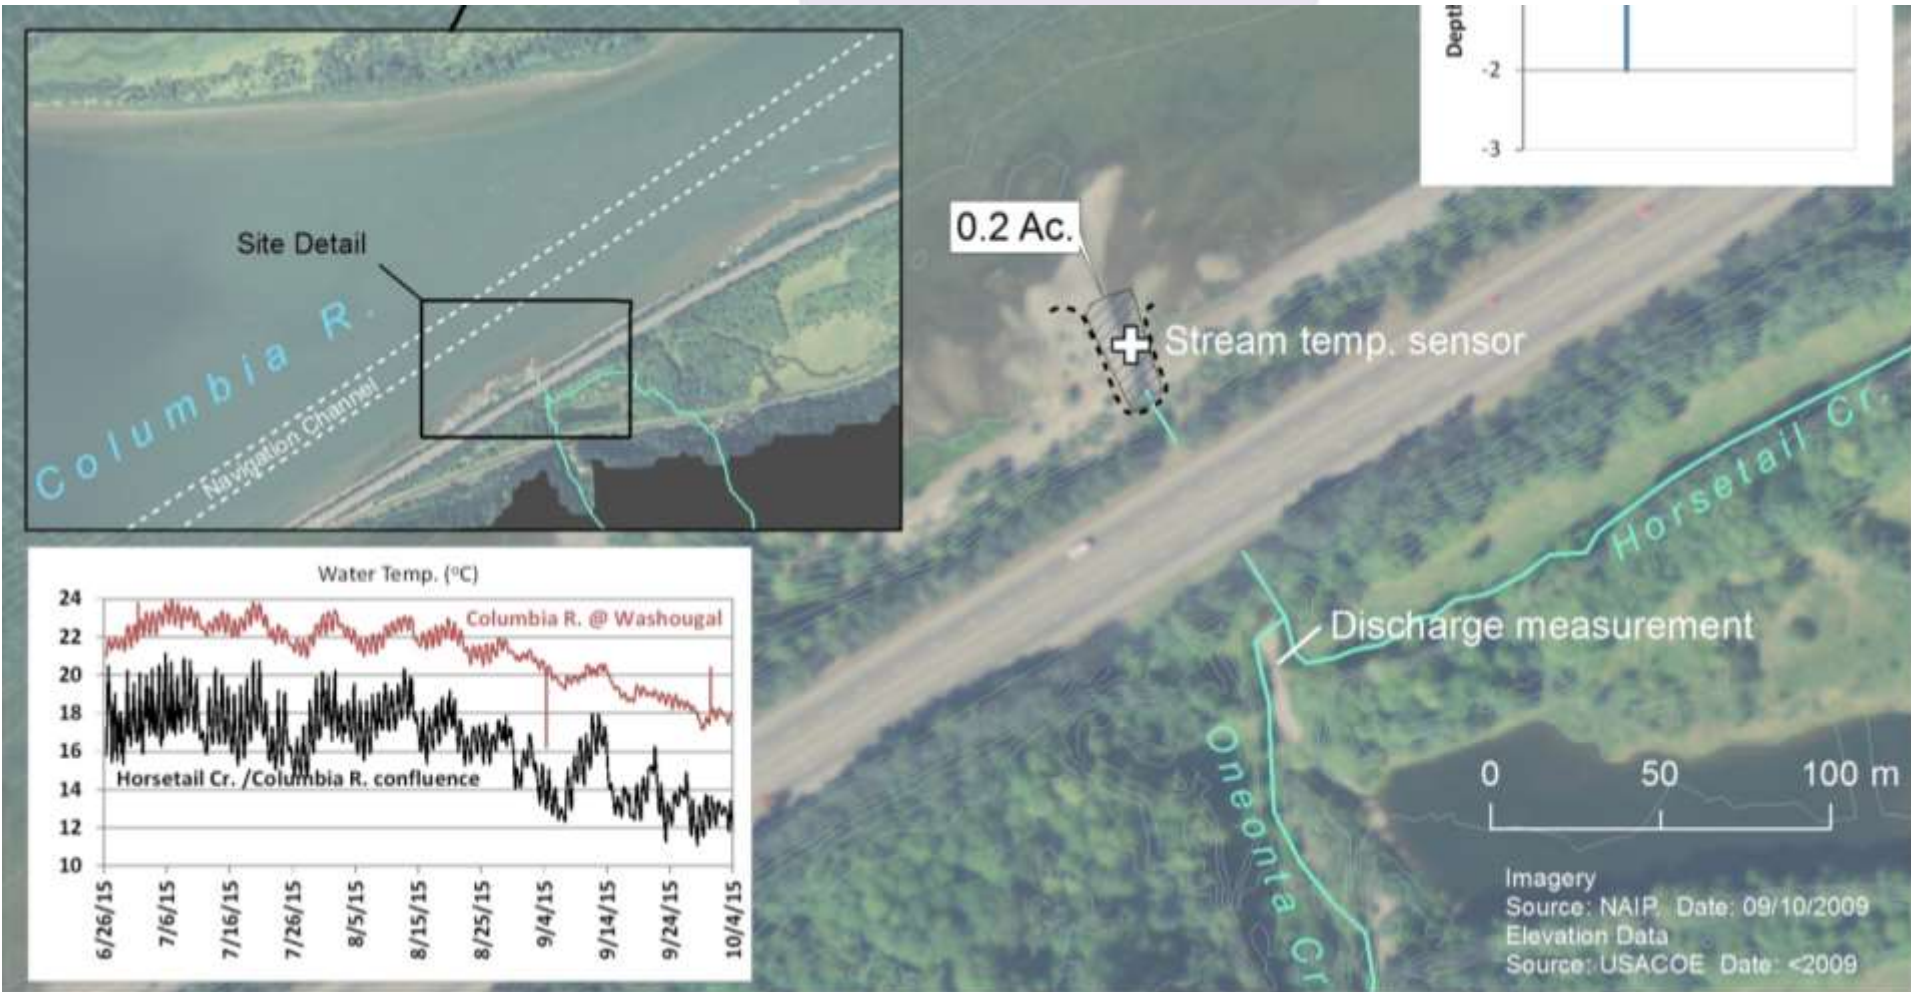 Site Detail
Columbia R.
Navigation Channel
0.2 Ac.
Stream temp. sensor
-2
-3
Horsetail Cr.
Discharge measurement
Oneonta Cr
0 50 100 m
Imagery
Source: NAIP. Date: 09/10/2009
Elevation Data
Source: USACOE Date: <2009
Water Temp. (°C)
24
22
20
18
16
14
12
10
Columbia R. @ Washougal
Horsetail Cr. /Columbia R. confluence
6/26/15
7/6/15
7/16/15
7/26/15
8/5/15
8/15/15
8/25/15
9/4/15
9/14/15
9/24/15
10/4/15